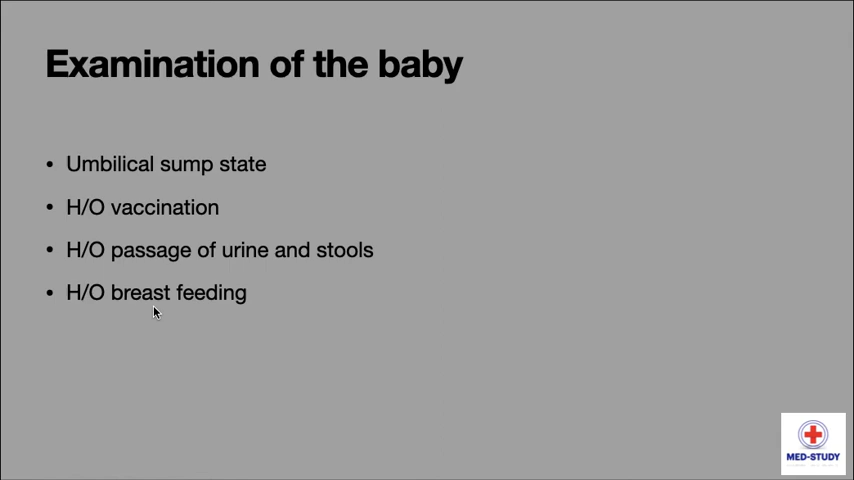 Examination of the baby
• Umbilical sump state
• H/O vaccination
• H/O passage of urine and stools
• H/O breast feeding
MED-STUDY